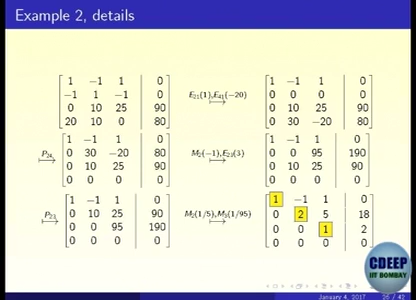 Example 2, details
1 −1 1 0 1 −1 1 0
−1 1 −1 0 E₂₁(1),E₄₁(−20) 0 0 0 0
0 10 25 90 ⟼ 0 10 25 90
20 10 0 80 0 30 −20 80
1 −1 1 0 1 −1 1 0
P₂₄ 0 30 −20 80 M₂(−1),E₂₃(3) 0 0 95 190
⟼ 0 10 25 90 ⟼ 0 10 25 90
0 0 0 0 0 0 0 0
1 −1 1 0 1 −1 1 0
P₂₃ 0 10 25 90 M₂(1/5),M₃(1/95) 0 2 5 18
⟼ 0 0 95 190 ⟼ 0 0 1 2
0 0 0 0 0 0 0 0
CDEEP
IIT BOMBAY
January 4, 2017 26 / 43